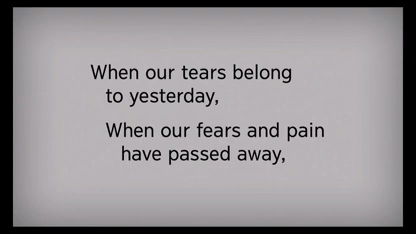 When our tears belong
to yesterday,
When our fears and pain
have passed away,